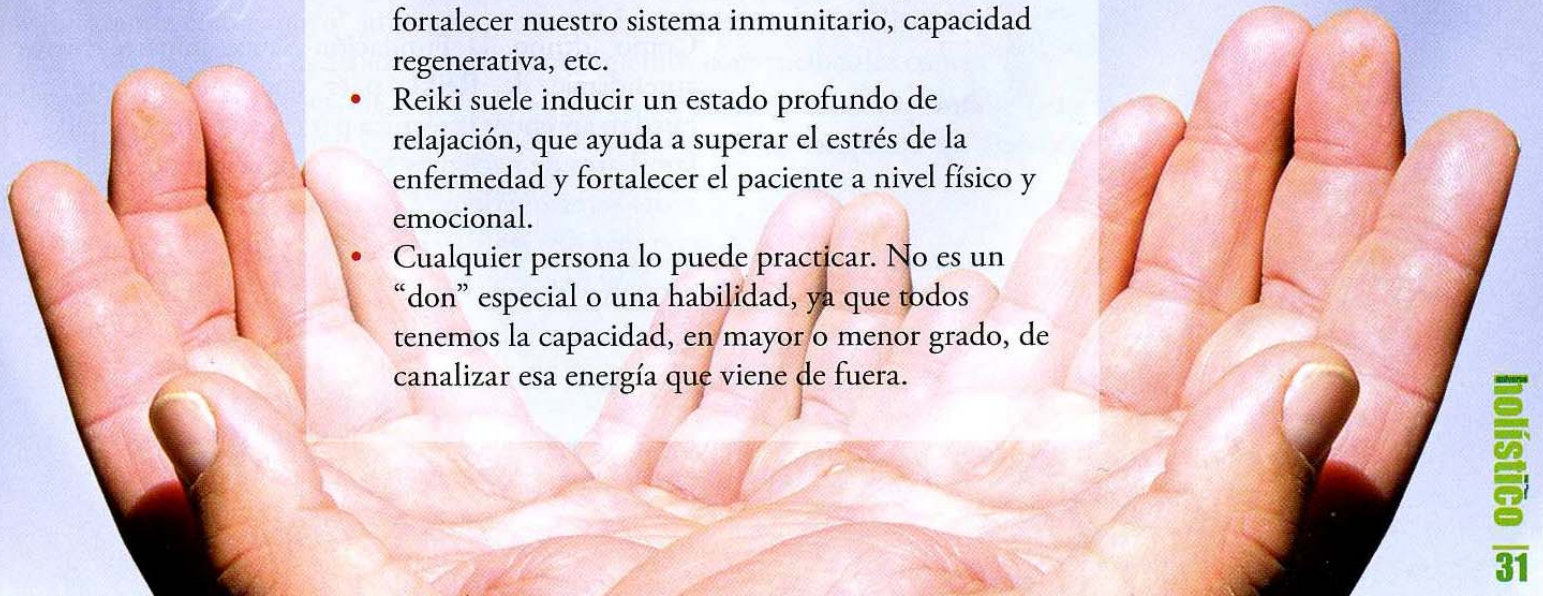 fortalecer nuestro sistema inmunitario, capacidad
regenerativa, etc.
• Reiki suele inducir un estado profundo de
relajación, que ayuda a superar el estrés de la
enfermedad y fortalecer el paciente a nivel físico y
emocional.
• Cualquier persona lo puede practicar. No es un
“don” especial o una habilidad, ya que todos
tenemos la capacidad, en mayor o menor grado, de
canalizar esa energía que viene de fuera.
universo
holístico | 31